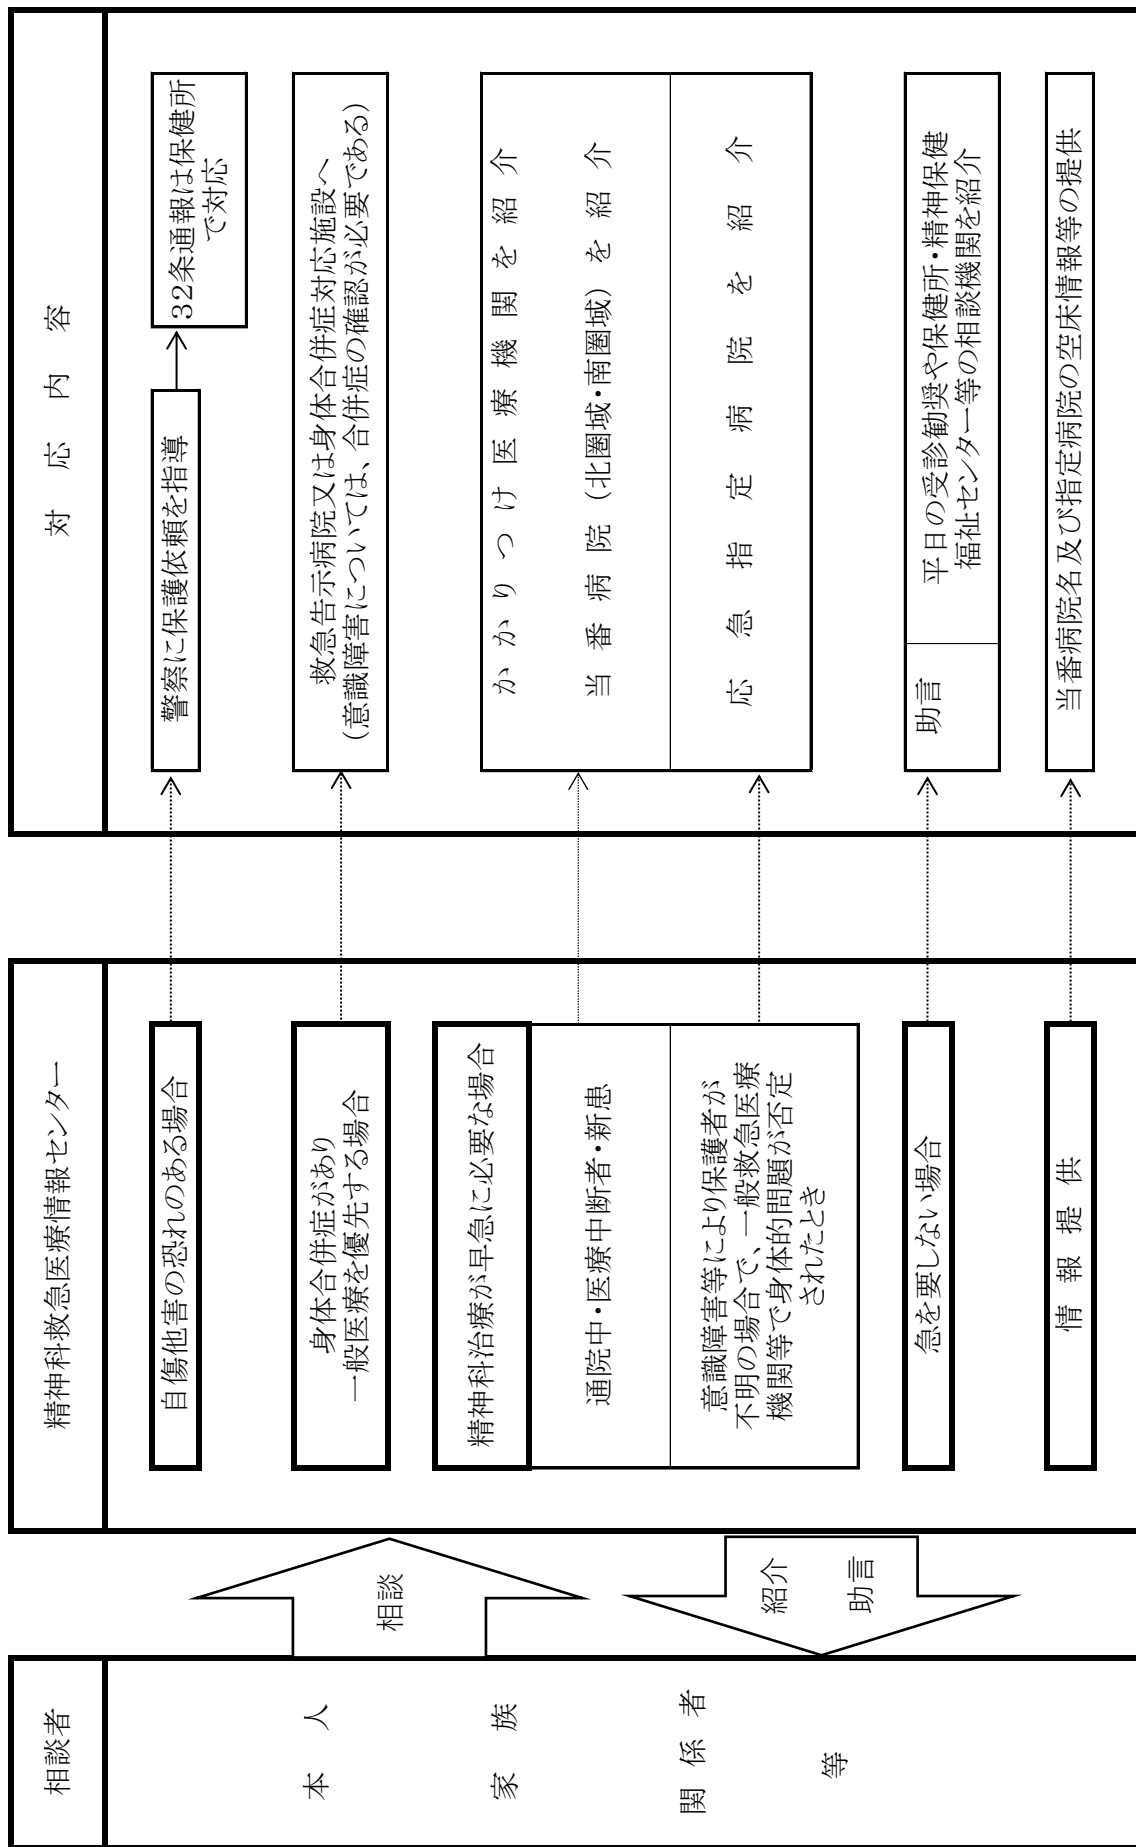 相談者
本人
家族
関係者
等
相談
紹介
助言
精神科救急医療情報センター
自傷他害の恐れのある場合
身体合併症があり
一般医療を優先する場合
精神科治療が早急に必要な場合
通院中・医療中断者・新患
意識障害等により保護者が
不明の場合で、一般救急医療
機関等で身体的問題が否定
されたとき
急を要しない場合
情報提供
対応内容
警察に保護依頼を指導
32条通報は保健所
で対応
救急告示病院又は身体合併症対応施設へ
（意識障害については、合併症の確認が必要である）
かかりつけ医療機関を紹介
当番病院（北圏域・南圏域）を紹介
応急指定病院を紹介
助言
平日の受診勧奨や保健所・精神保健
福祉センター等の相談機関を紹介
当番病院名及び指定病院の空床情報等の提供